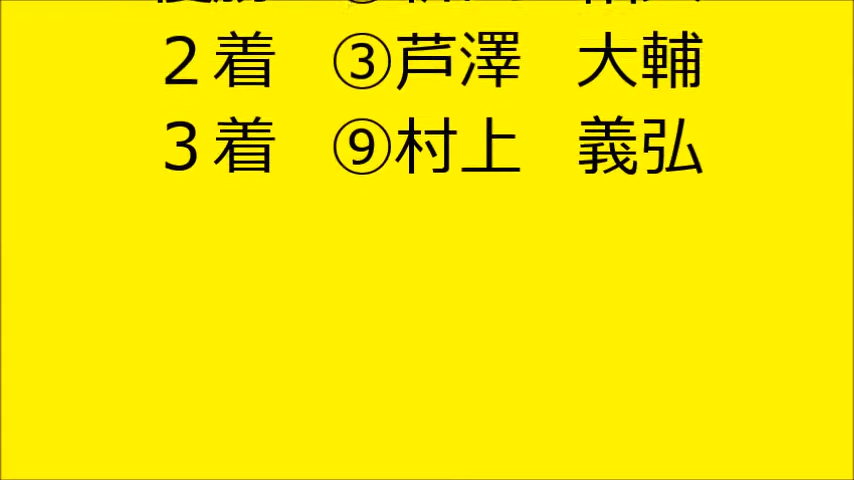 ２着　③芦澤　大輔
３着　⑨村上　義弘